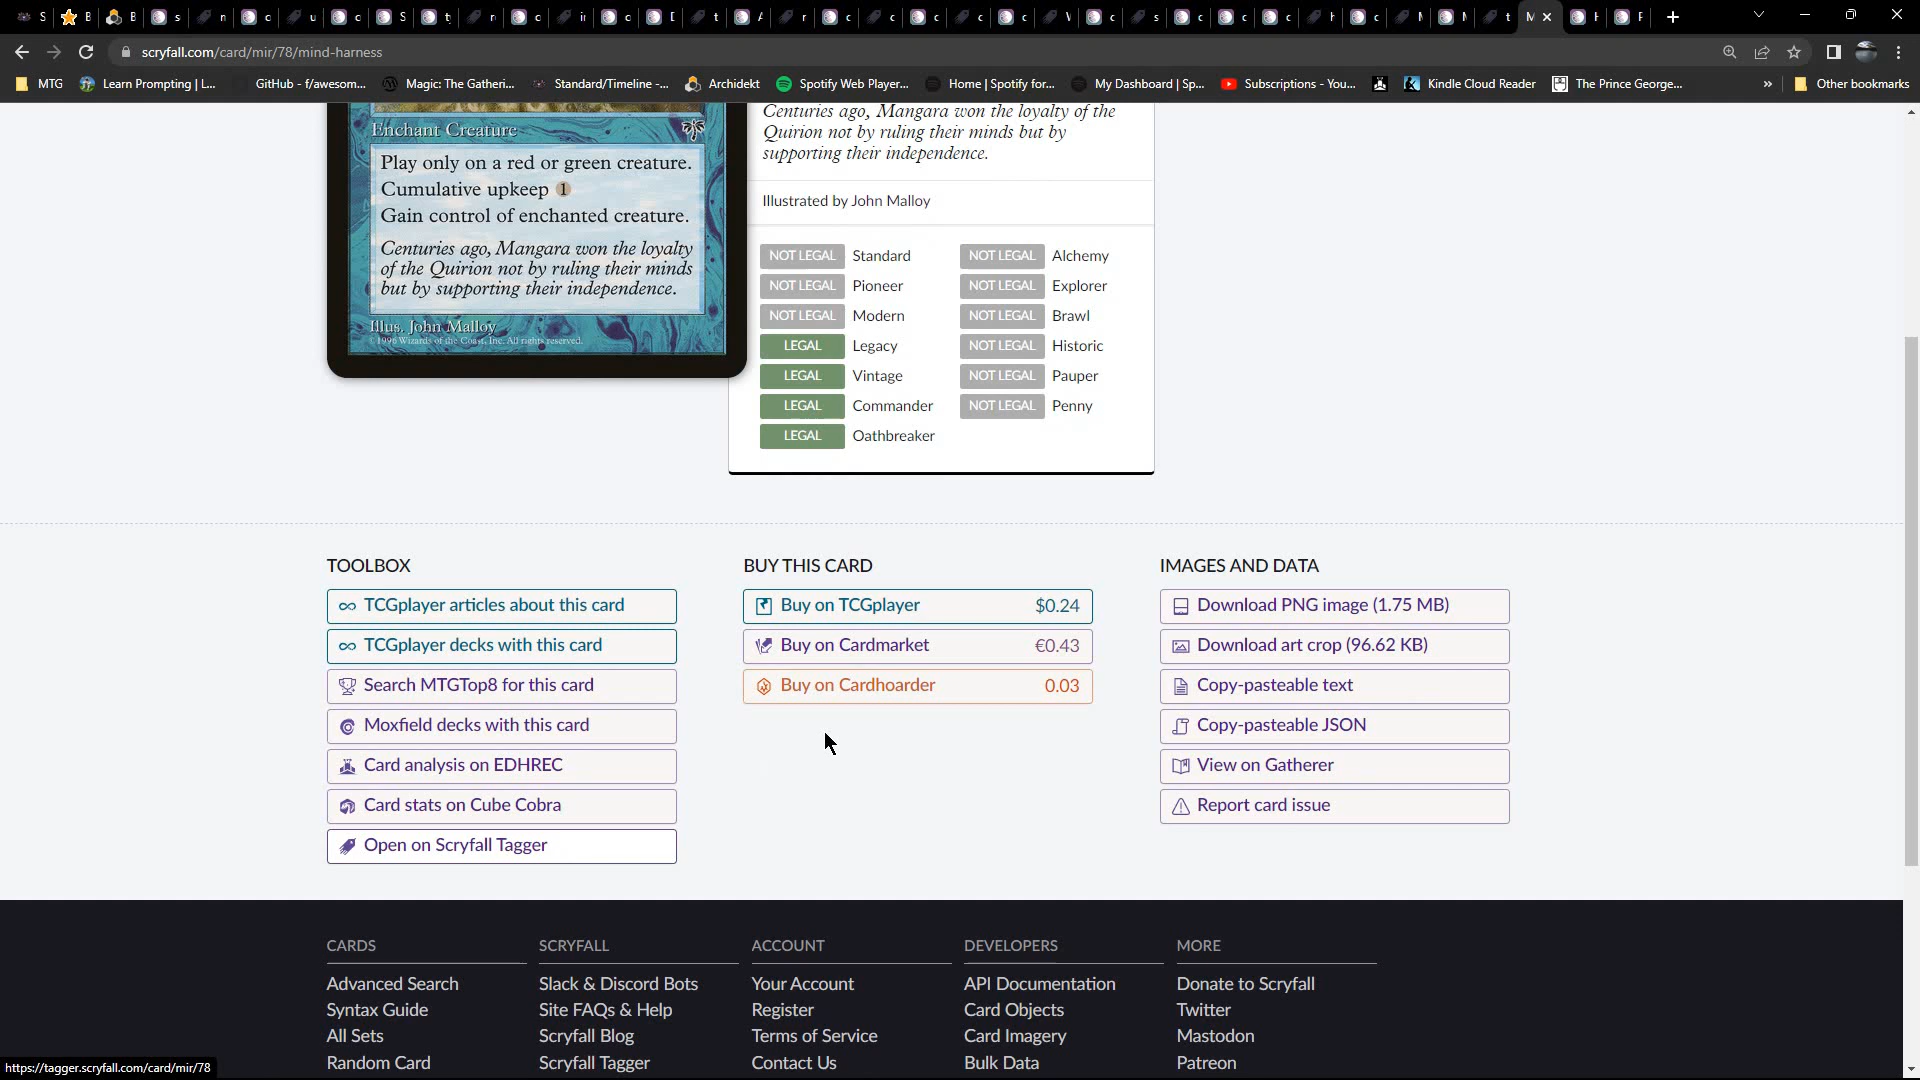 scryfall.com/card/mir/78/mind-harness
MTG
Learn Prompting | L...
GitHub - f/awesom...
Magic: The Gatheri...
Standard/Timeline -...
Archidekt
Spotify Web Player...
Home | Spotify for...
My Dashboard | Sp...
Subscriptions - You...
Kindle Cloud Reader
The Prince George...
»
Other bookmarks
Enchant Creature
Play only on a red or green creature.
Cumulative upkeep 1
Gain control of enchanted creature.
Centuries ago, Mangara won the loyalty
of the Quirion not by ruling their minds
but by supporting their independence.
Illus. John Malloy
© 1996 Wizards of the Coast, Inc. All rights reserved.
Centuries ago, Mangara won the loyalty of the
Quirion not by ruling their minds but by
supporting their independence.
Illustrated by John Malloy
NOT LEGAL Standard NOT LEGAL Alchemy
NOT LEGAL Pioneer NOT LEGAL Explorer
NOT LEGAL Modern NOT LEGAL Brawl
LEGAL Legacy NOT LEGAL Historic
LEGAL Vintage NOT LEGAL Pauper
LEGAL Commander NOT LEGAL Penny
LEGAL Oathbreaker
TOOLBOX
TCGplayer articles about this card
TCGplayer decks with this card
Search MTGTop8 for this card
Moxfield decks with this card
Card analysis on EDHREC
Card stats on Cube Cobra
Open on Scryfall Tagger
BUY THIS CARD
Buy on TCGplayer $0.24
Buy on Cardmarket €0.43
Buy on Cardhoarder 0.03
IMAGES AND DATA
Download PNG image (1.75 MB)
Download art crop (96.62 KB)
Copy-pasteable text
Copy-pasteable JSON
View on Gatherer
Report card issue
CARDS
Advanced Search
Syntax Guide
All Sets
Random Card
SCRYFALL
Slack & Discord Bots
Site FAQs & Help
Scryfall Blog
Scryfall Tagger
ACCOUNT
Your Account
Register
Terms of Service
Contact Us
DEVELOPERS
API Documentation
Card Objects
Card Imagery
Bulk Data
MORE
Donate to Scryfall
Twitter
Mastodon
Patreon
https://tagger.scryfall.com/card/mir/78